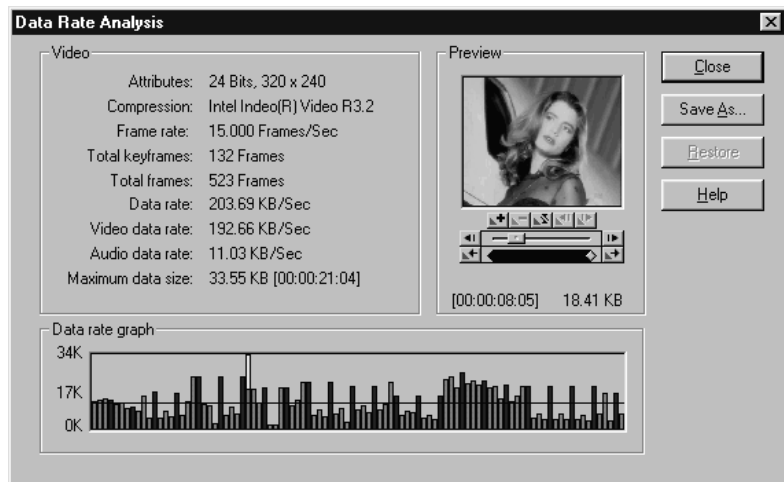 Data Rate Analysis
Video
Attributes: 24 Bits, 320 x 240
Compression: Intel Indeo(R) Video R3.2
Frame rate: 15.000 Frames/Sec
Total keyframes: 132 Frames
Total frames: 523 Frames
Data rate: 203.69 KB/Sec
Video data rate: 192.66 KB/Sec
Audio data rate: 11.03 KB/Sec
Maximum data size: 33.55 KB [00:00:21:04]
Preview
[00:00:08:05] 18.41 KB
Close
Save As...
Restore
Help
Data rate graph
34K
17K
0K